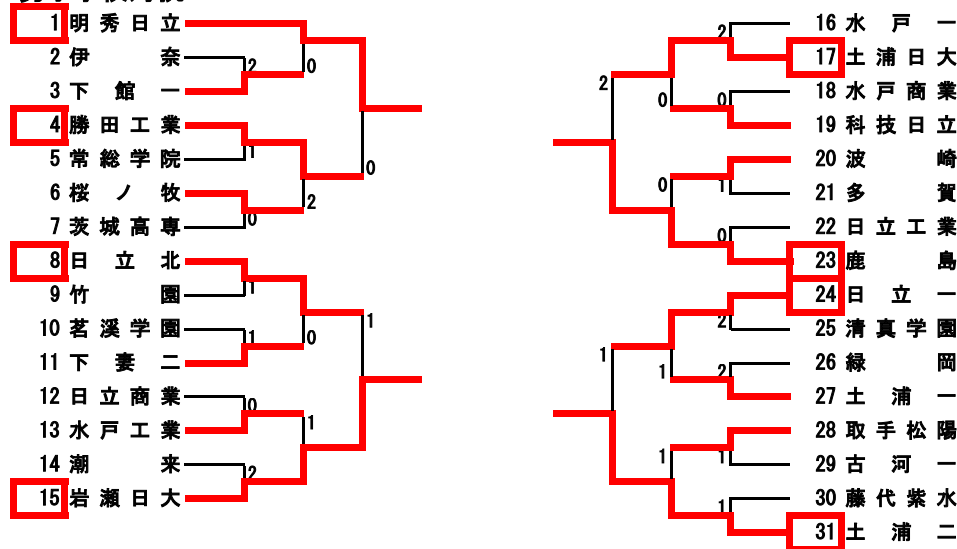 1 明秀日立
2 伊奈
3 下館一
4 勝田工業
5 常総学院
6 桜ノ牧
7 茨城高専
8 日立北
9 竹園
10 茗溪学園
11 下妻二
12 日立商業
13 水戸工業
14 潮来
15 岩瀬日大
2
0
1
2
0
0
1
1
0
0
1
2
1
16 水戸一
17 土浦日大
18 水戸商業
19 科技日立
20 波崎
21 多賀
22 日立工業
23 鹿島
24 日立一
25 清真学園
26 緑岡
27 土浦一
28 取手松陽
29 古河一
30 藤代紫水
31 土浦二
2
2
0
0
0
1
0
1
2
1
2
1
1
1